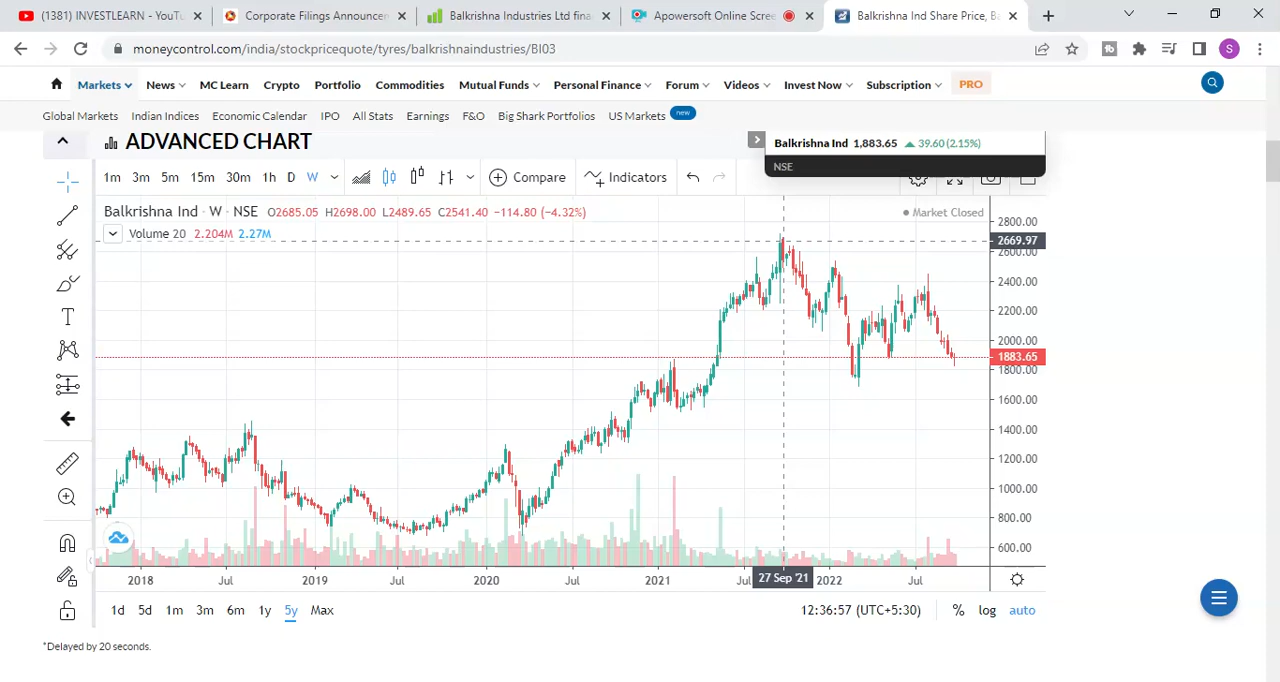 (1381) INVESTLEARN - YouTu
Corporate Filings Announcem
Balkrishna Industries Ltd finan
Apowersoft Online Scree
Balkrishna Ind Share Price, Ba
moneycontrol.com/india/stockpricequote/tyres/balkrishnaindustries/BI03
S
Markets News MC Learn Crypto Portfolio Commodities Mutual Funds Personal Finance Forum Videos Invest Now Subscription PRO
Global Markets Indian Indices Economic Calendar IPO All Stats Earnings F&O Big Shark Portfolios US Markets new
ADVANCED CHART
Balkrishna Ind 1,883.65 39.60 (2.15%)
NSE
1m 3m 5m 15m 30m 1h D W Compare Indicators
Balkrishna Ind · W · NSE O2685.05 H2698.00 L2489.65 C2541.40 −114.80 (−4.32%)
Market Closed
Volume 20 2.204M 2.27M
2800.00
2669.97
2600.00
2400.00
2200.00
2000.00
1883.65
1800.00
1600.00
1400.00
1200.00
1000.00
800.00
600.00
2018 Jul 2019 Jul 2020 Jul 2021 Jul 27 Sep '21 2022 Jul
1d 5d 1m 3m 6m 1y 5y Max
12:36:57 (UTC+5:30) % log auto
*Delayed by 20 seconds.